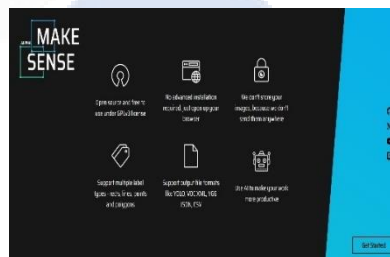 ALPHA
MAKE
SENSE
Open source and free to
use under GPLv3 license
No advanced installation
required, just open up your
browser
We don't store your
images, because we don't
send them anywhere
Support multiple label
types - rects, lines, points
and polygons
Support output file formats
like YOLO, VOC XML, VGG
JSON, CSV
Use AI to make your work
more productive
Get Started